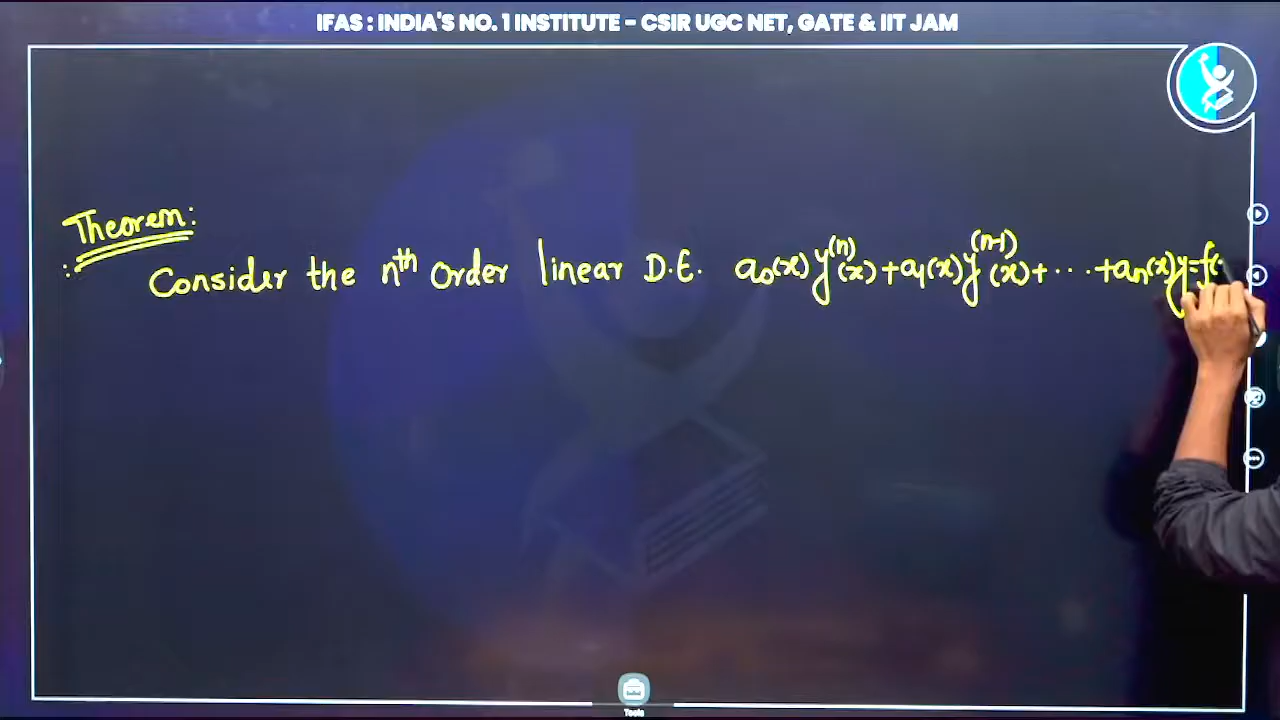 IFAS : INDIA'S NO. 1 INSTITUTE - CSIR UGC NET, GATE & IIT JAM
Theorem:
Consider the nth Order linear D.E. a₀(x) y⁽ⁿ⁾(x) + a₁(x) y⁽ⁿ⁻¹⁾(x) + ... + aₙ(x)y = f(
Tools